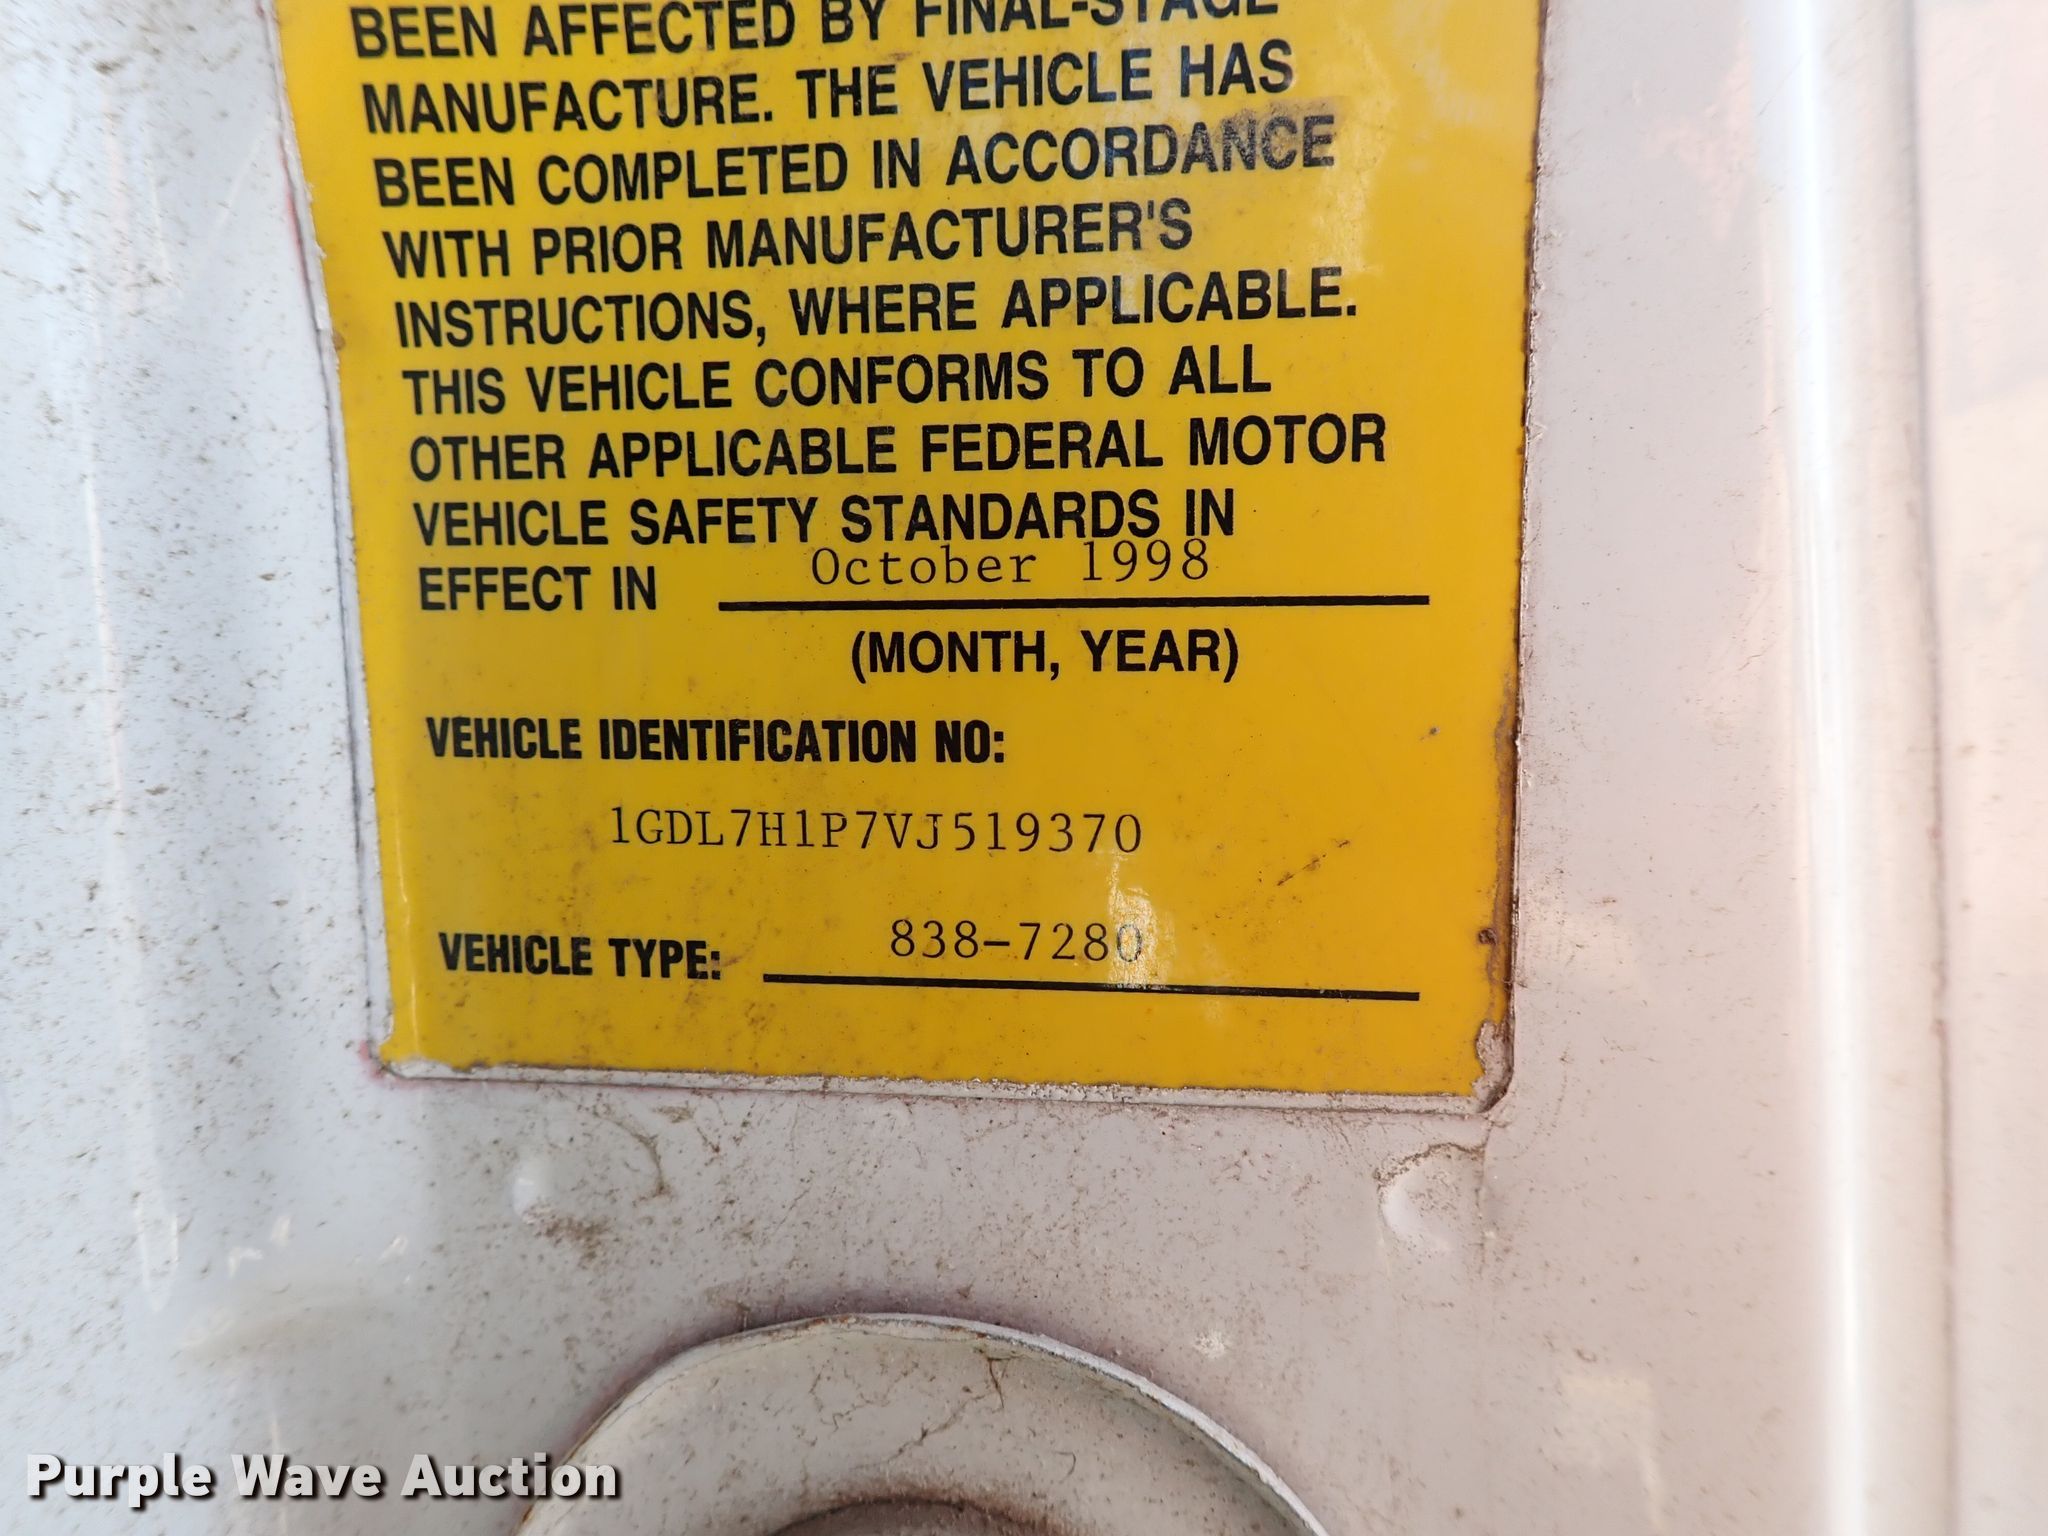 BEEN AFFECTED BY FINAL-STAGE
MANUFACTURE. THE VEHICLE HAS
BEEN COMPLETED IN ACCORDANCE
WITH PRIOR MANUFACTURER'S
INSTRUCTIONS, WHERE APPLICABLE.
THIS VEHICLE CONFORMS TO ALL
OTHER APPLICABLE FEDERAL MOTOR
VEHICLE SAFETY STANDARDS IN
EFFECT IN October 1998
(MONTH, YEAR)
VEHICLE IDENTIFICATION NO:
1GDL7H1P7VJ519370
VEHICLE TYPE: 838-7280
Purple Wave Auction